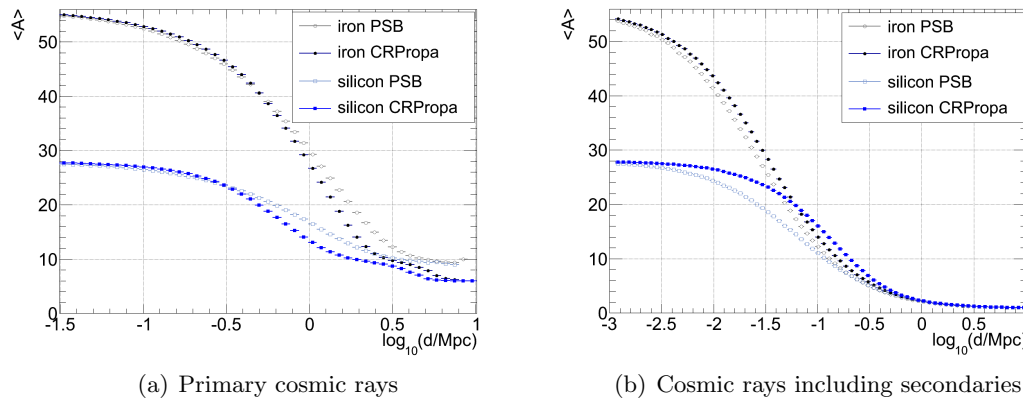 <A>
50
40
30
20
10
0
-1.5
-1
-0.5
0
0.5
1
log10(d/Mpc)
iron PSB
iron CRPropa
silicon PSB
silicon CRPropa
(a) Primary cosmic rays
<A>
50
40
30
20
10
0
-3
-2.5
-2
-1.5
-1
-0.5
0
0.5
1
log10(d/Mpc)
iron PSB
iron CRPropa
silicon PSB
silicon CRPropa
(b) Cosmic rays including secondaries